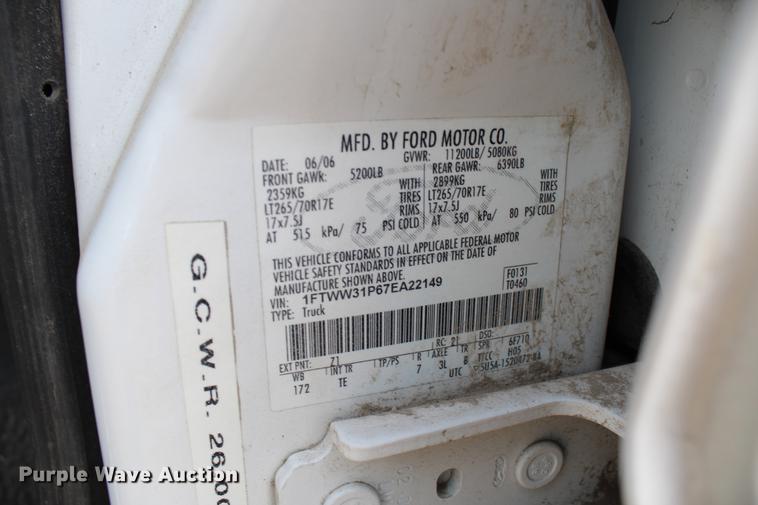 MFD. BY FORD MOTOR CO.
DATE: 06/06 GVWR: 11200LB/ 5080KG
FRONT GAWR: 5200LB REAR GAWR: 6390LB
2359KG WITH 2899KG WITH
LT265/70R17E TIRES LT265/70R17E TIRES
17x7.5J RIMS 17x7.5J RIMS
AT 515 kPa/ 75 PSI COLD AT 550 kPa/ 80 PSI COLD
THIS VEHICLE CONFORMS TO ALL APPLICABLE FEDERAL MOTOR
VEHICLE SAFETY STANDARDS IN EFFECT ON THE DATE OF
MANUFACTURE SHOWN ABOVE.
VIN: 1FTWW31P67EA22149
TYPE: Truck
F0131
T0460
EXT PNT: Z1 RC: 21 DSO:
WB INT TR TP/PS R AXLE TR SPR 6F710
172 TE 7 3L B TTCC H05
UTC
G.C.W.R. 26,00
Purple Wave Auction